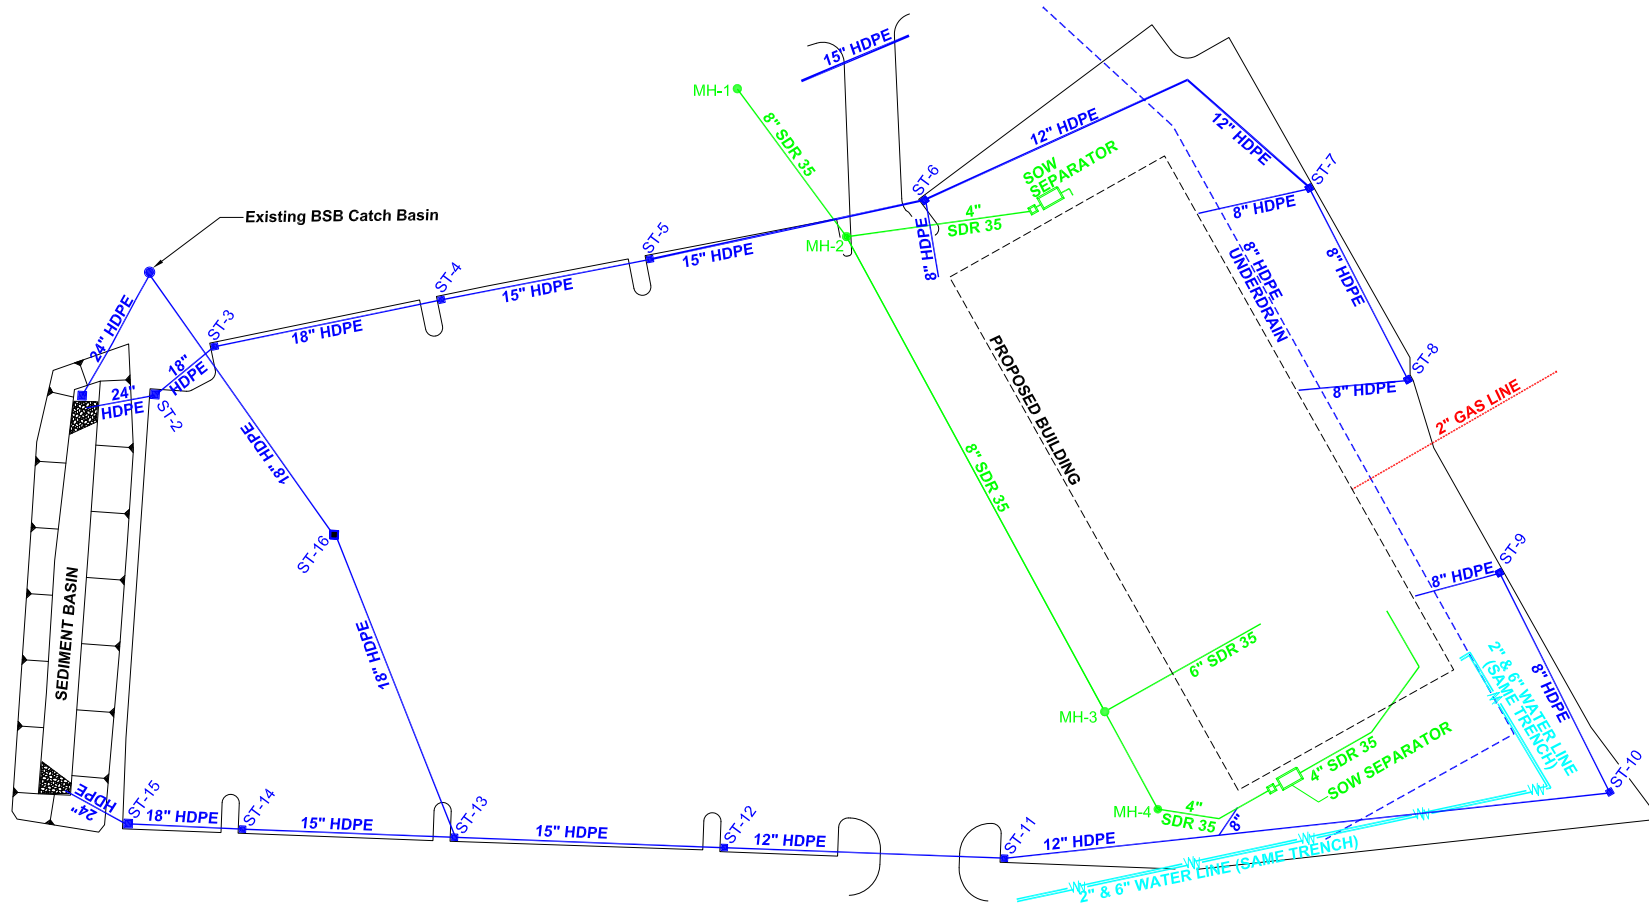 15" HDPE
MH-1
8" SDR 35
12" HDPE
12" HDPE
SOW
SEPARATOR
ST-6
ST-7
4"
SDR 35
8" HDPE
8" HDPE
MH-2
Existing BSB Catch Basin
ST-5
15" HDPE
8" HDPE
UNDERDRAIN
8" HDPE
ST-4
15" HDPE
ST-3
18" HDPE
24" HDPE
18"
HDPE
24"
HDPE
ST-2
PROPOSED BUILDING
ST-8
8" HDPE
2" GAS LINE
18" HDPE
8" SDR 35
ST-16
ST-9
8" HDPE
SEDIMENT BASIN
18" HDPE
6" SDR 35
MH-3
8" HDPE
2" & 6" WATER LINE
(SAME TRENCH)
4" SDR 35
SOW SEPARATOR
ST-10
24"
HDPE
ST-15
18" HDPE
ST-14
15" HDPE
ST-13
15" HDPE
ST-12
12" HDPE
ST-11
12" HDPE
MH-4
4"
SDR 35
8"
2" & 6" WATER LINE (SAME TRENCH)